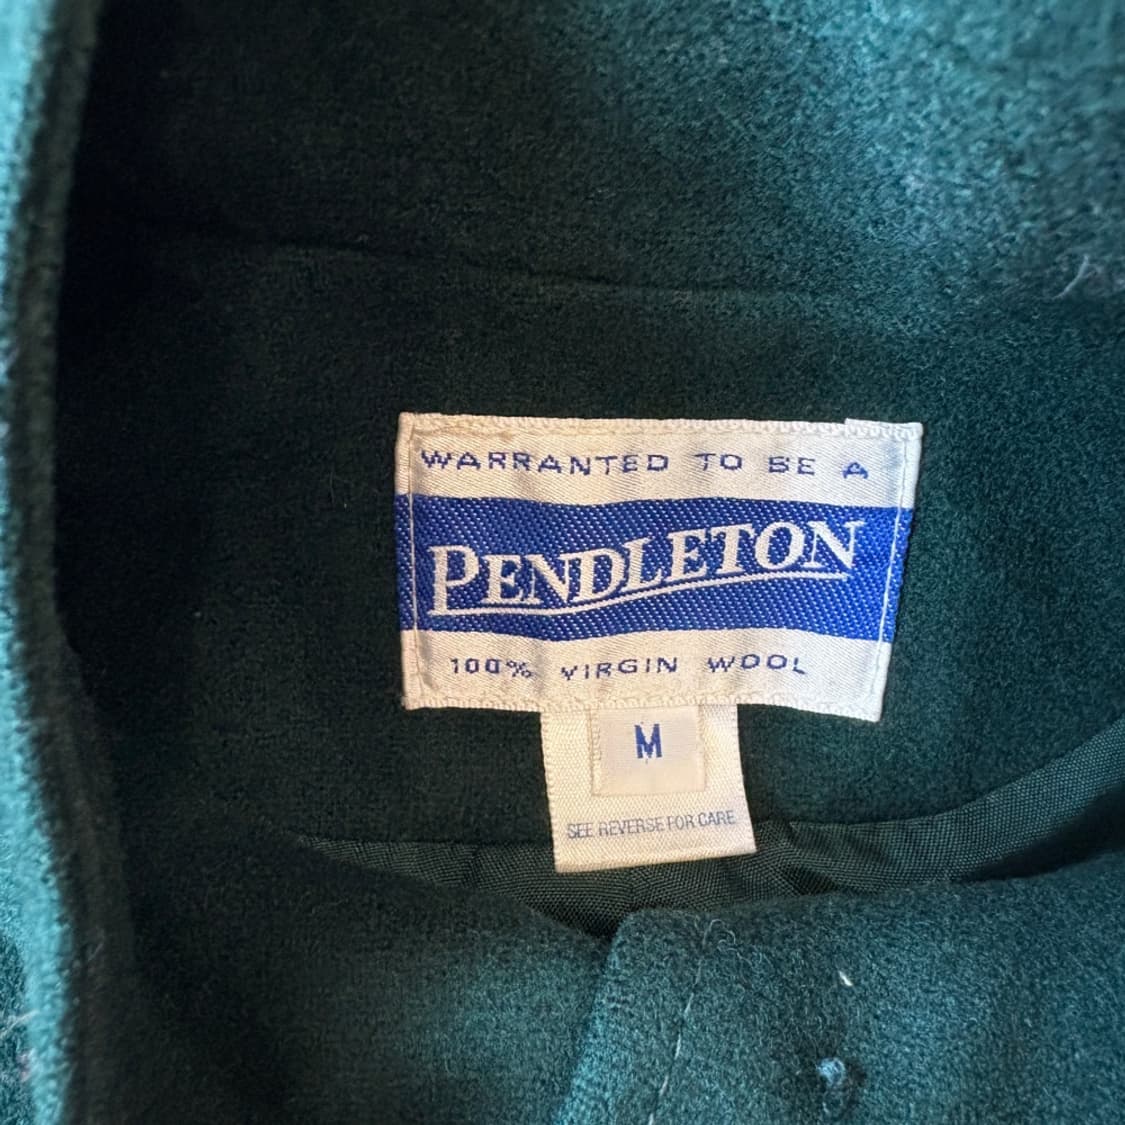 WARRANTED TO BE A
PENDLETON
100% VIRGIN WOOL
M
SEE REVERSE FOR CARE